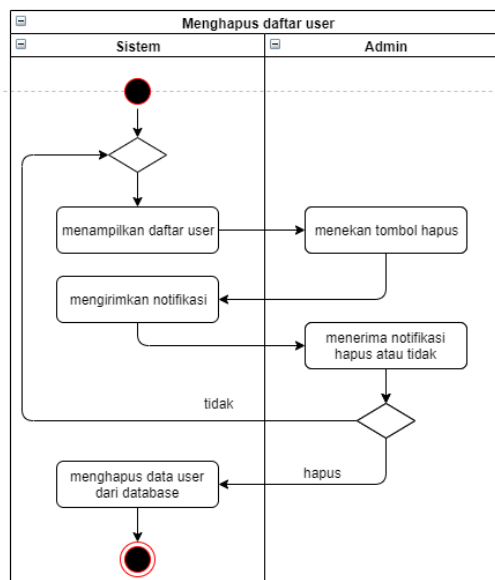 Menghapus daftar user
Sistem
Admin
menampilkan daftar user
menekan tombol hapus
mengirimkan notifikasi
menerima notifikasi
hapus atau tidak
tidak
hapus
menghapus data user
dari database